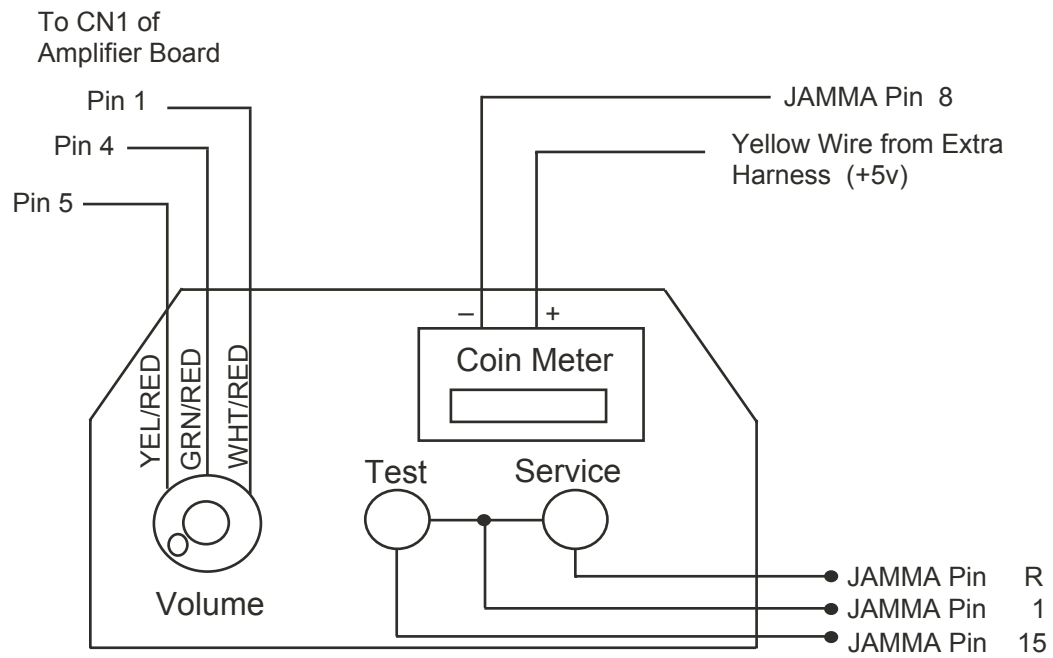 To CN1 of
Amplifier Board
Pin 1
Pin 4
Pin 5
JAMMA Pin 8
Yellow Wire from Extra
Harness (+5v)
– +
Coin Meter
YEL/RED
GRN/RED
WHT/RED
Test
Service
Volume
JAMMA Pin R
JAMMA Pin 1
JAMMA Pin 15